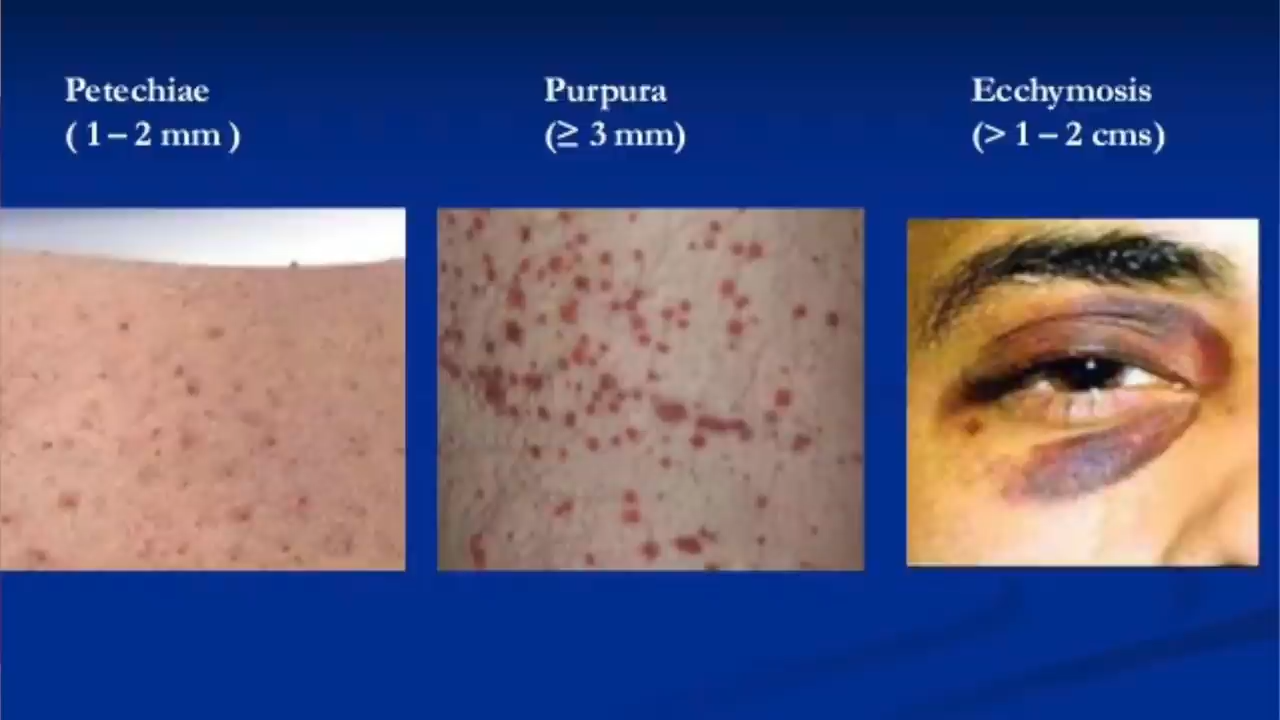 Petechiae
( 1 – 2 mm )
Purpura
(≥ 3 mm)
Ecchymosis
(> 1 – 2 cms)